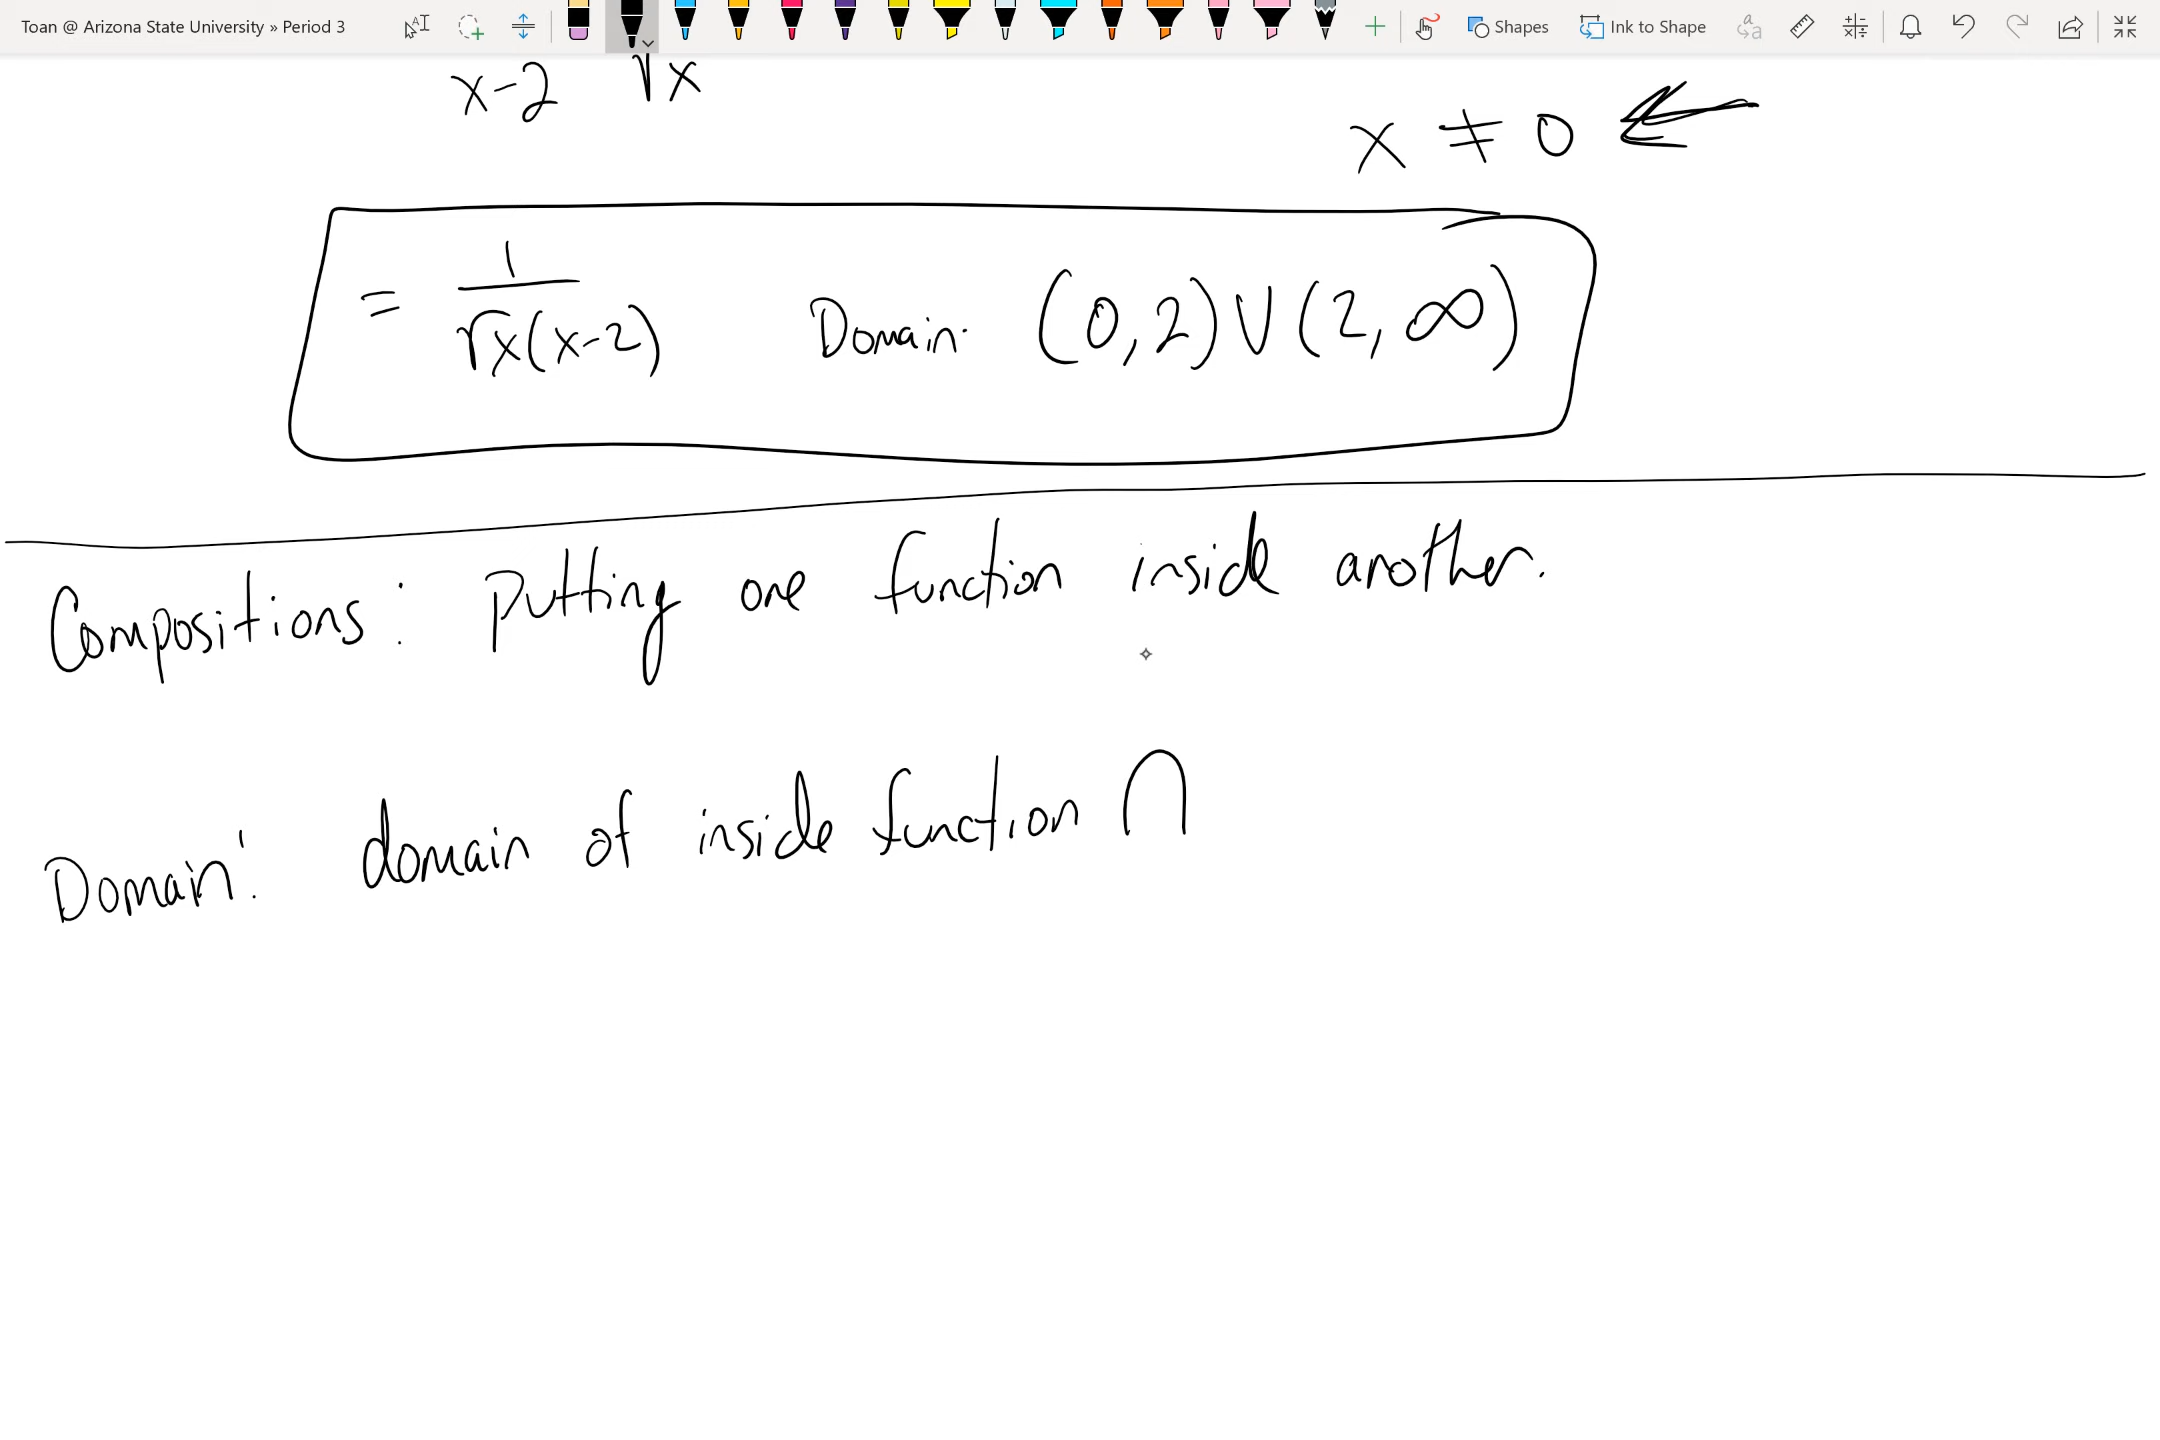 Toan @ Arizona State University » Period 3
Shapes
Ink to Shape
x-2 √x
x ≠ 0
= 1/√x(x-2) Domain: (0,2)∪(2,∞)
Compositions: Putting one function inside another.
Domain: domain of inside function ∩